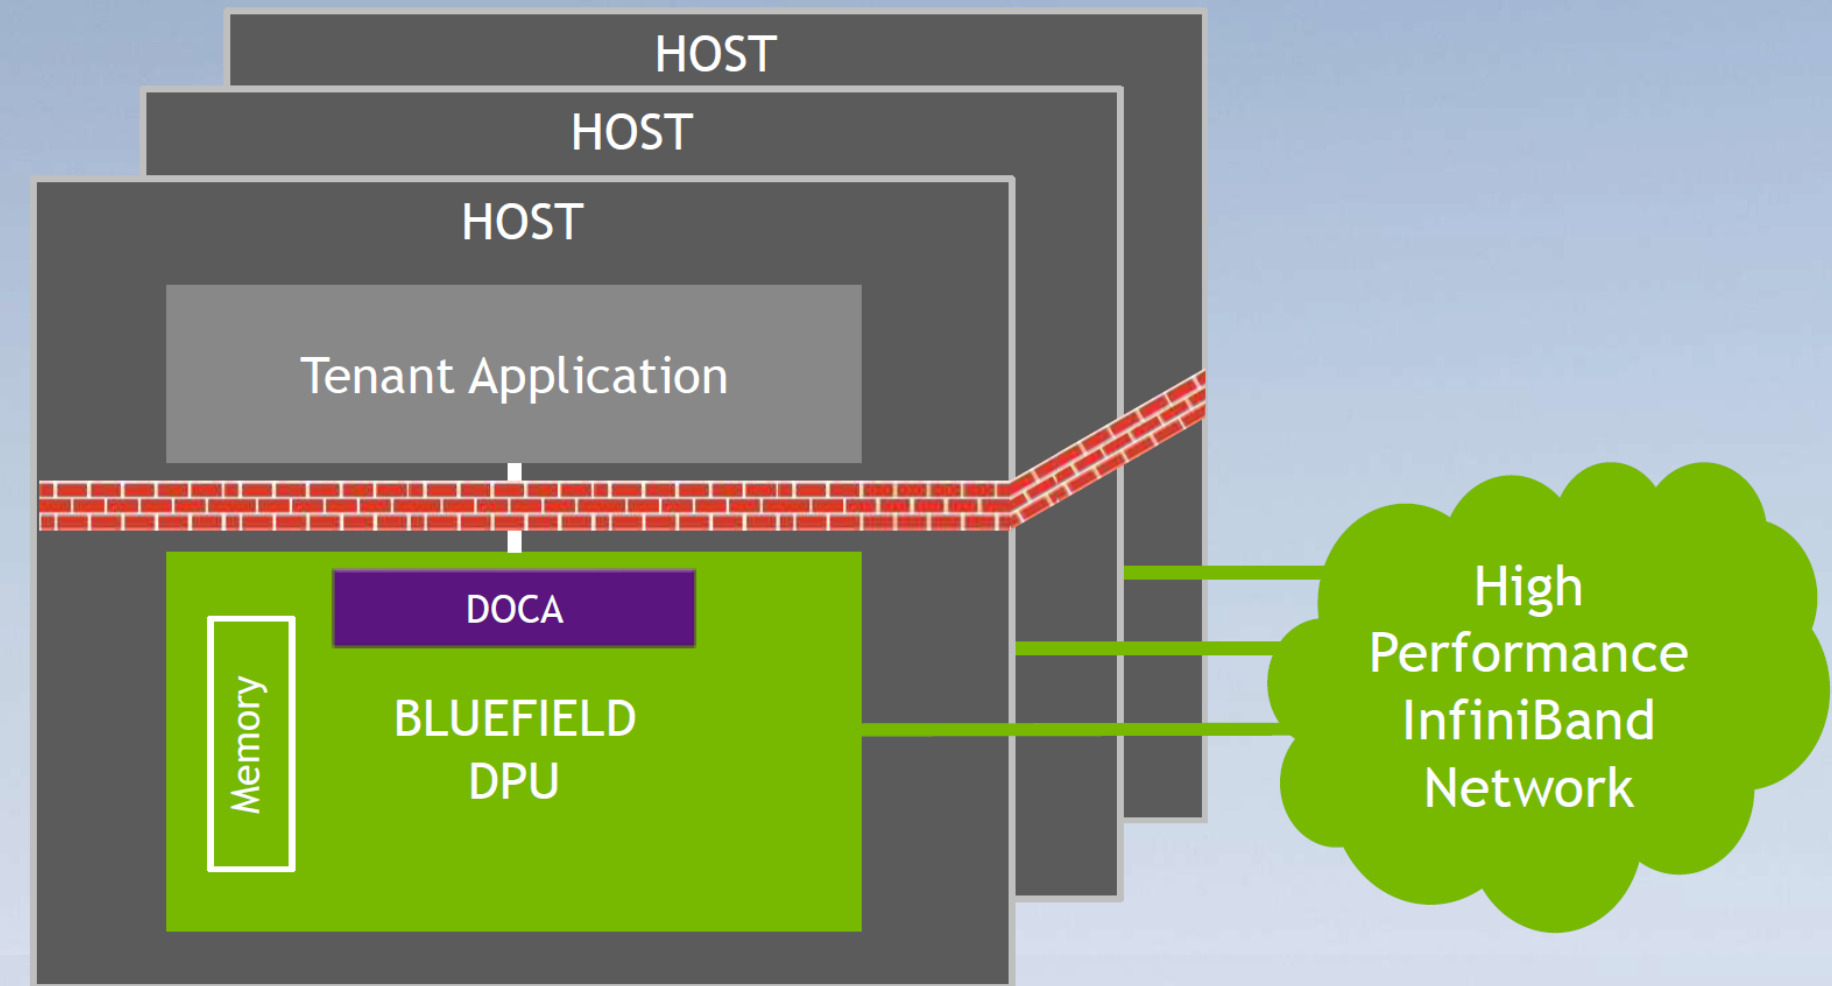 HOST
HOST
HOST
Tenant Application
DOCA
Memory
BLUEFIELD
DPU
High
Performance
InfiniBand
Network